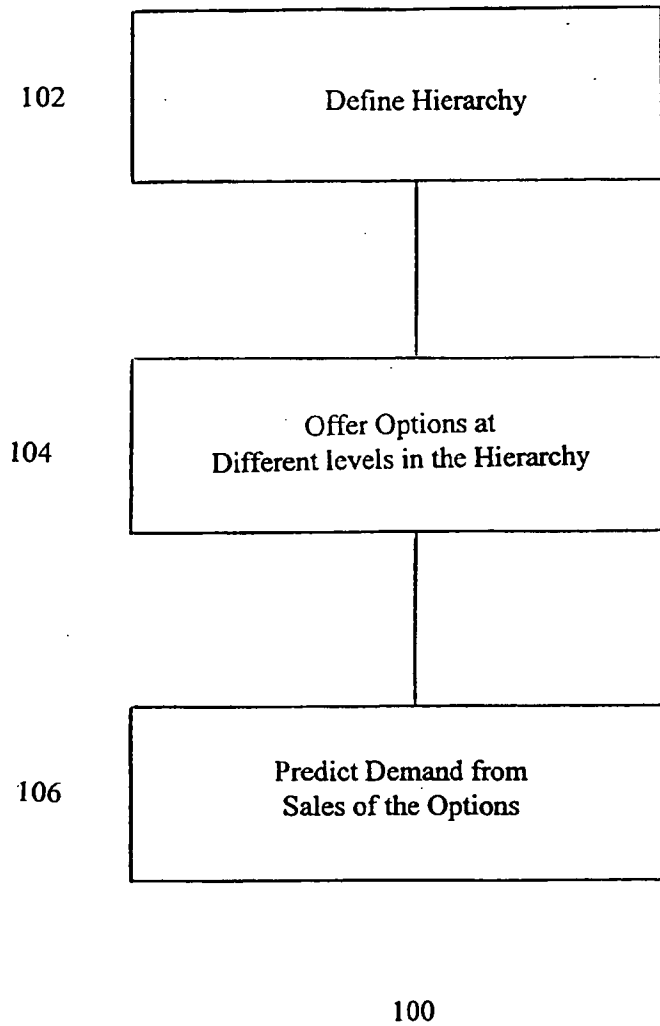 102
Define Hierarchy
104
Offer Options at
Different levels in the Hierarchy
106
Predict Demand from
Sales of the Options
100